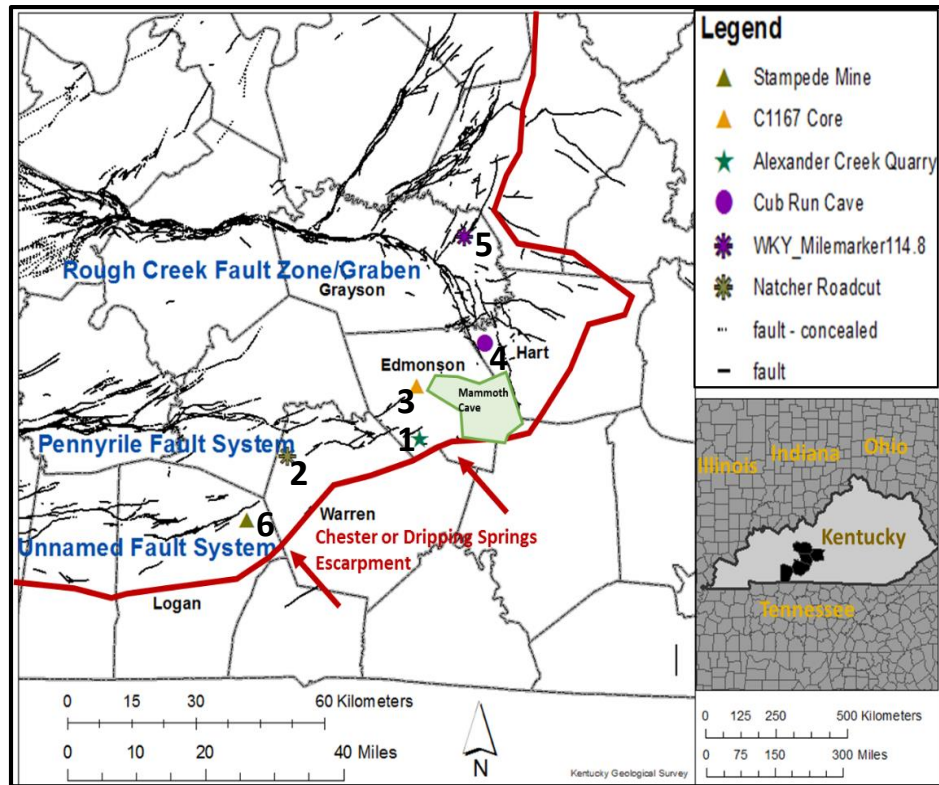 Rough Creek Fault Zone/Graben
Grayson
5
Edmonson
Hart
4
3
Mammoth
Cave
Pennyrile Fault System
1
2
6
Warren
Unnamed Fault System
Chester or Dripping Springs
Escarpment
Logan
0 15 30 60 Kilometers
0 10 20 40 Miles
N
Kentucky Geological Survey
Legend
Stampede Mine
C1167 Core
Alexander Creek Quarry
Cub Run Cave
WKY_Milemarker114.8
Natcher Roadcut
fault - concealed
fault
Illinois
Indiana
Ohio
Kentucky
Tennessee
0 125 250 500 Kilometers
0 75 150 300 Miles